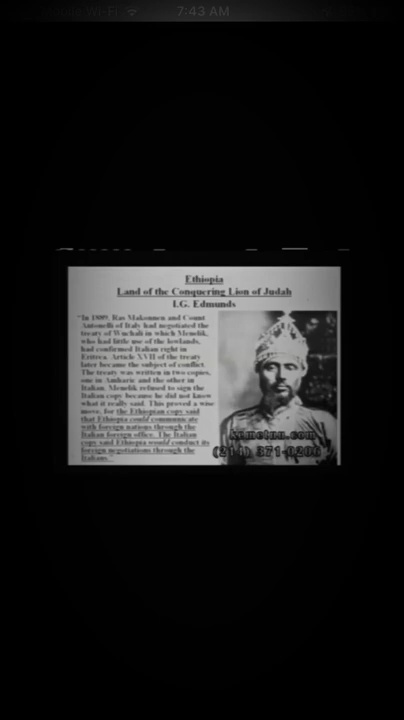 7:43 AM
Ethiopia
Land of the Conquering Lion of Judah
I.G. Edmunds
"In 1889, Ras Makonnen and Count
Antonelli of Italy had negotiated the
treaty of Wuchali in which Menelik,
who had little use of the lowlands,
had confirmed Italian right in
Eritrea. Article XVII of the treaty
later became the subject of conflict.
The treaty was written in two copies,
one in Amharic and the other in
Italian. Menelik refused to sign the
Italian copy because he did not know
what it really said. This proved a wise
move, for the Ethiopian copy said
that Ethiopia could communicate
with foreign nations through the
Italian foreign office. The Italian
copy said Ethiopia would conduct its
foreign negotiations through the
Italians."